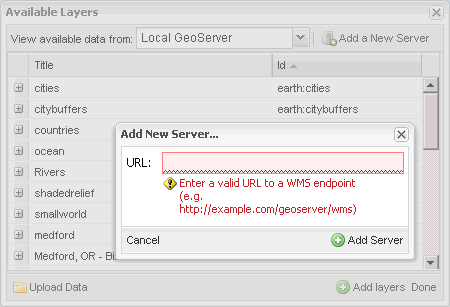 Available Layers
View available data from: Local GeoServer Add a New Server
Title Id
cities earth:cities
citybuffers earth:citybuffers
countries
ocean
Rivers
shadedrelief
smallworld
medford
Medford, OR -
Add New Server...
URL:
Enter a valid URL to a WMS endpoint
(e.g.
http://example.com/geoserver/wms)
Cancel Add Server
Upload Data Add layers Done